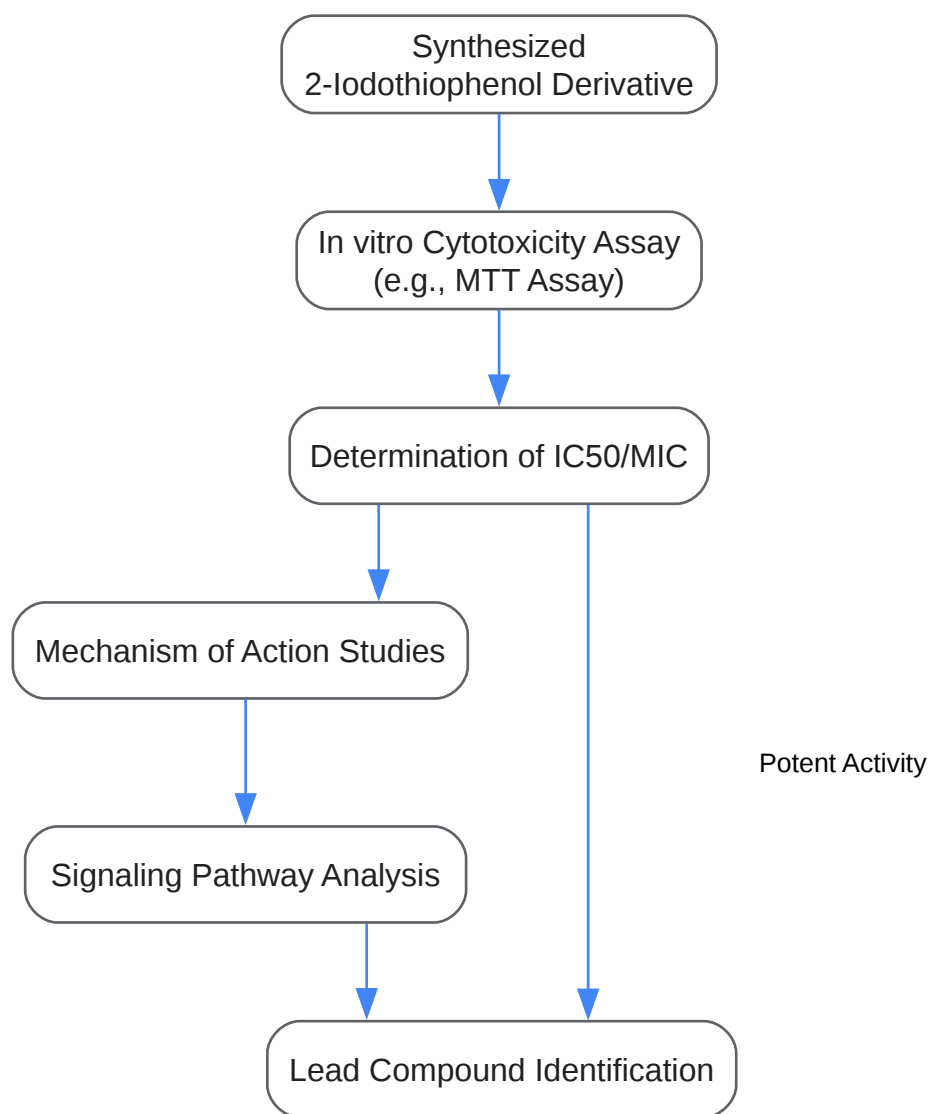 Synthesized
2-Iodothiophenol Derivative
In vitro Cytotoxicity Assay
(e.g., MTT Assay)
Determination of IC50/MIC
Mechanism of Action Studies
Potent Activity
Signaling Pathway Analysis
Lead Compound Identification